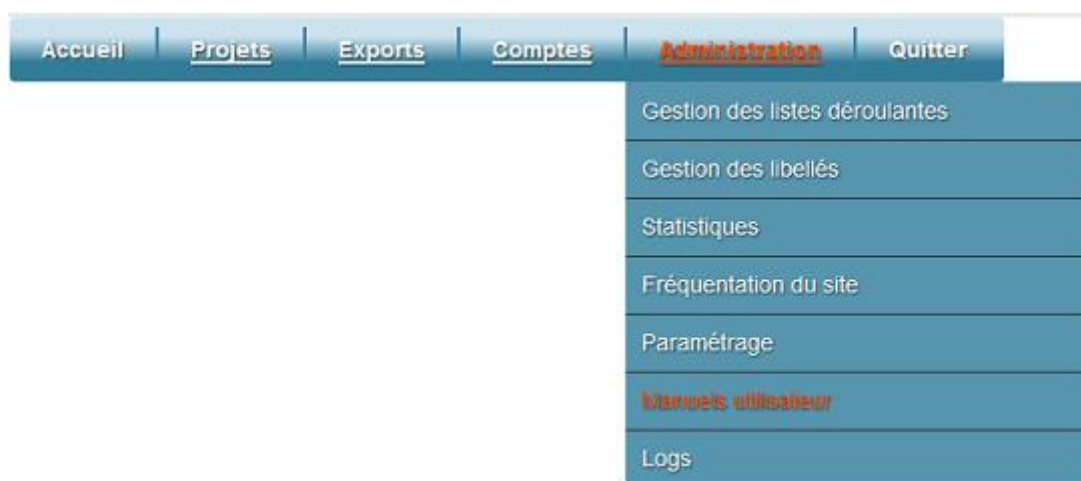 Accueil Projets Exports Comptes Administration Quitter
Gestion des listes déroulantes
Gestion des libellés
Statistiques
Fréquentation du site
Paramétrage
Manuels utilisateur
Logs